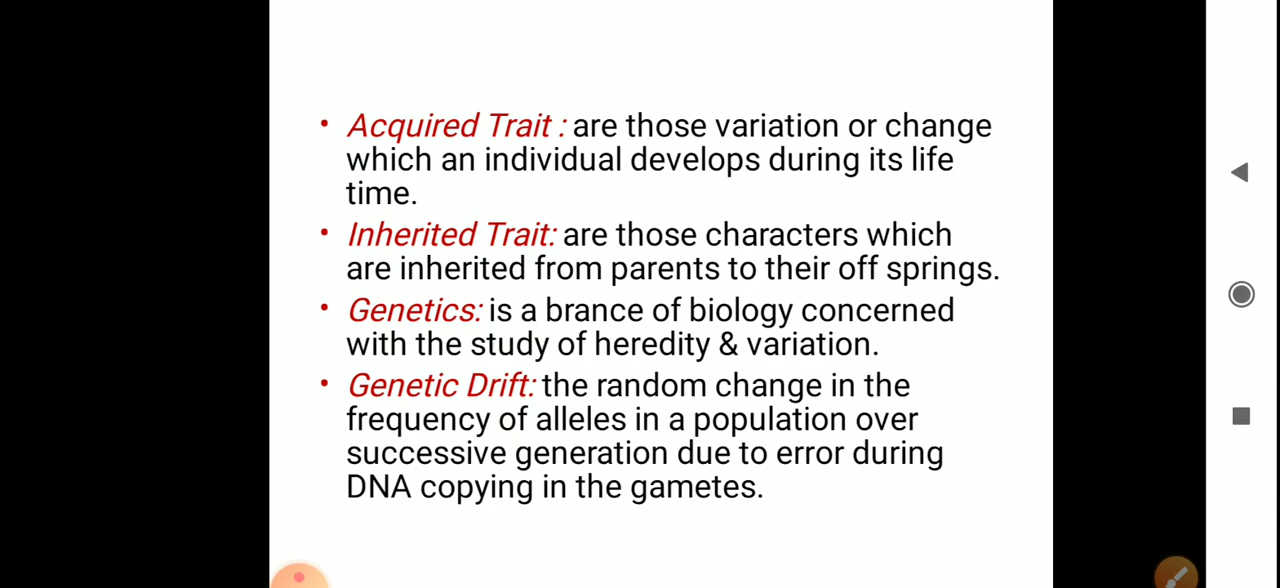 • Acquired Trait : are those variation or change
which an individual develops during its life
time.
• Inherited Trait: are those characters which
are inherited from parents to their off springs.
• Genetics: is a brance of biology concerned
with the study of heredity & variation.
• Genetic Drift: the random change in the
frequency of alleles in a population over
successive generation due to error during
DNA copying in the gametes.